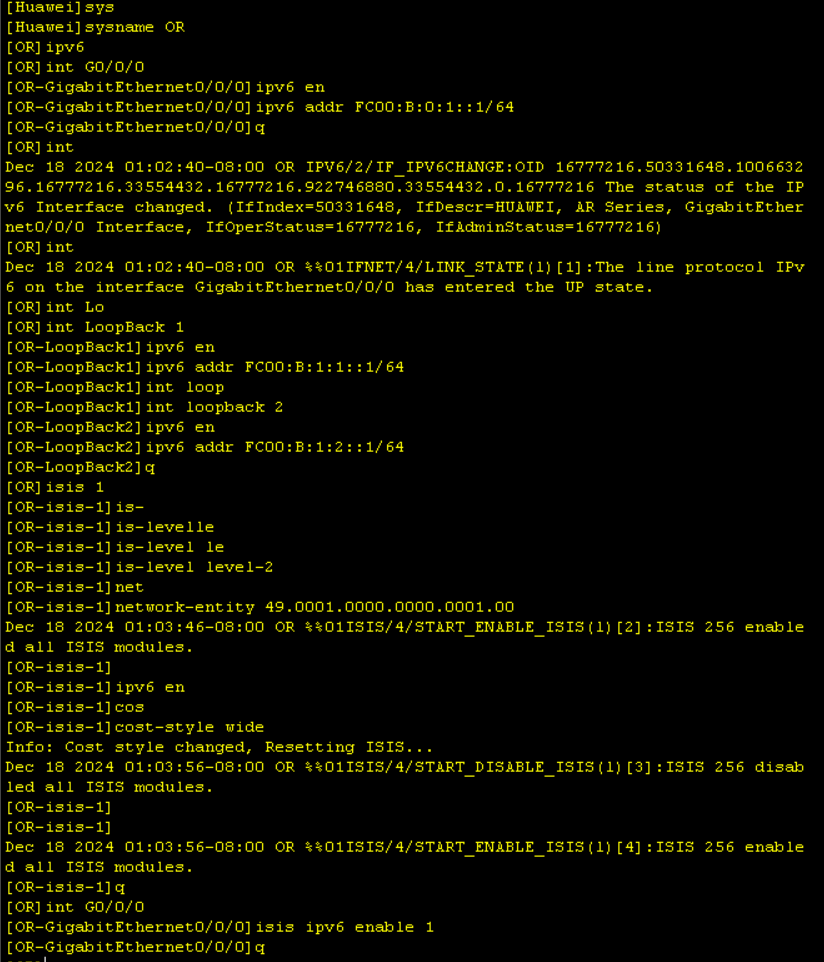 [Huawei]sys
[Huawei]sysname OR
[OR]ipv6
[OR]int G0/0/0
[OR-GigabitEthernet0/0/0]ipv6 en
[OR-GigabitEthernet0/0/0]ipv6 addr FC00:B:0:1::1/64
[OR-GigabitEthernet0/0/0]q
[OR]int
Dec 18 2024 01:02:40-08:00 OR IPV6/2/IF_IPV6CHANGE:OID 16777216.50331648.1006632
96.16777216.33554432.16777216.922746880.33554432.0.16777216 The status of the IP
v6 Interface changed. (IfIndex=50331648, IfDescr=HUAWEI, AR Series, GigabitEther
net0/0/0 Interface, IfOperStatus=16777216, IfAdminStatus=16777216)
[OR]int
Dec 18 2024 01:02:40-08:00 OR %%01IFNET/4/LINK_STATE(l)[1]:The line protocol IPv
6 on the interface GigabitEthernet0/0/0 has entered the UP state.
[OR]int Lo
[OR]int LoopBack 1
[OR-LoopBack1]ipv6 en
[OR-LoopBack1]ipv6 addr FC00:B:1:1::1/64
[OR-LoopBack1]int loop
[OR-LoopBack1]int loopback 2
[OR-LoopBack2]ipv6 en
[OR-LoopBack2]ipv6 addr FC00:B:1:2::1/64
[OR-LoopBack2]q
[OR]isis 1
[OR-isis-1]is-
[OR-isis-1]is-levelle
[OR-isis-1]is-level le
[OR-isis-1]is-level level-2
[OR-isis-1]net
[OR-isis-1]network-entity 49.0001.0000.0000.0001.00
Dec 18 2024 01:03:46-08:00 OR %%01ISIS/4/START_ENABLE_ISIS(l)[2]:ISIS 256 enable
d all ISIS modules.
[OR-isis-1]
[OR-isis-1]ipv6 en
[OR-isis-1]cos
[OR-isis-1]cost-style wide
Info: Cost style changed, Resetting ISIS...
Dec 18 2024 01:03:56-08:00 OR %%01ISIS/4/START_DISABLE_ISIS(l)[3]:ISIS 256 disab
led all ISIS modules.
[OR-isis-1]
[OR-isis-1]
Dec 18 2024 01:03:56-08:00 OR %%01ISIS/4/START_ENABLE_ISIS(l)[4]:ISIS 256 enable
d all ISIS modules.
[OR-isis-1]q
[OR]int G0/0/0
[OR-GigabitEthernet0/0/0]isis ipv6 enable 1
[OR-GigabitEthernet0/0/0]q